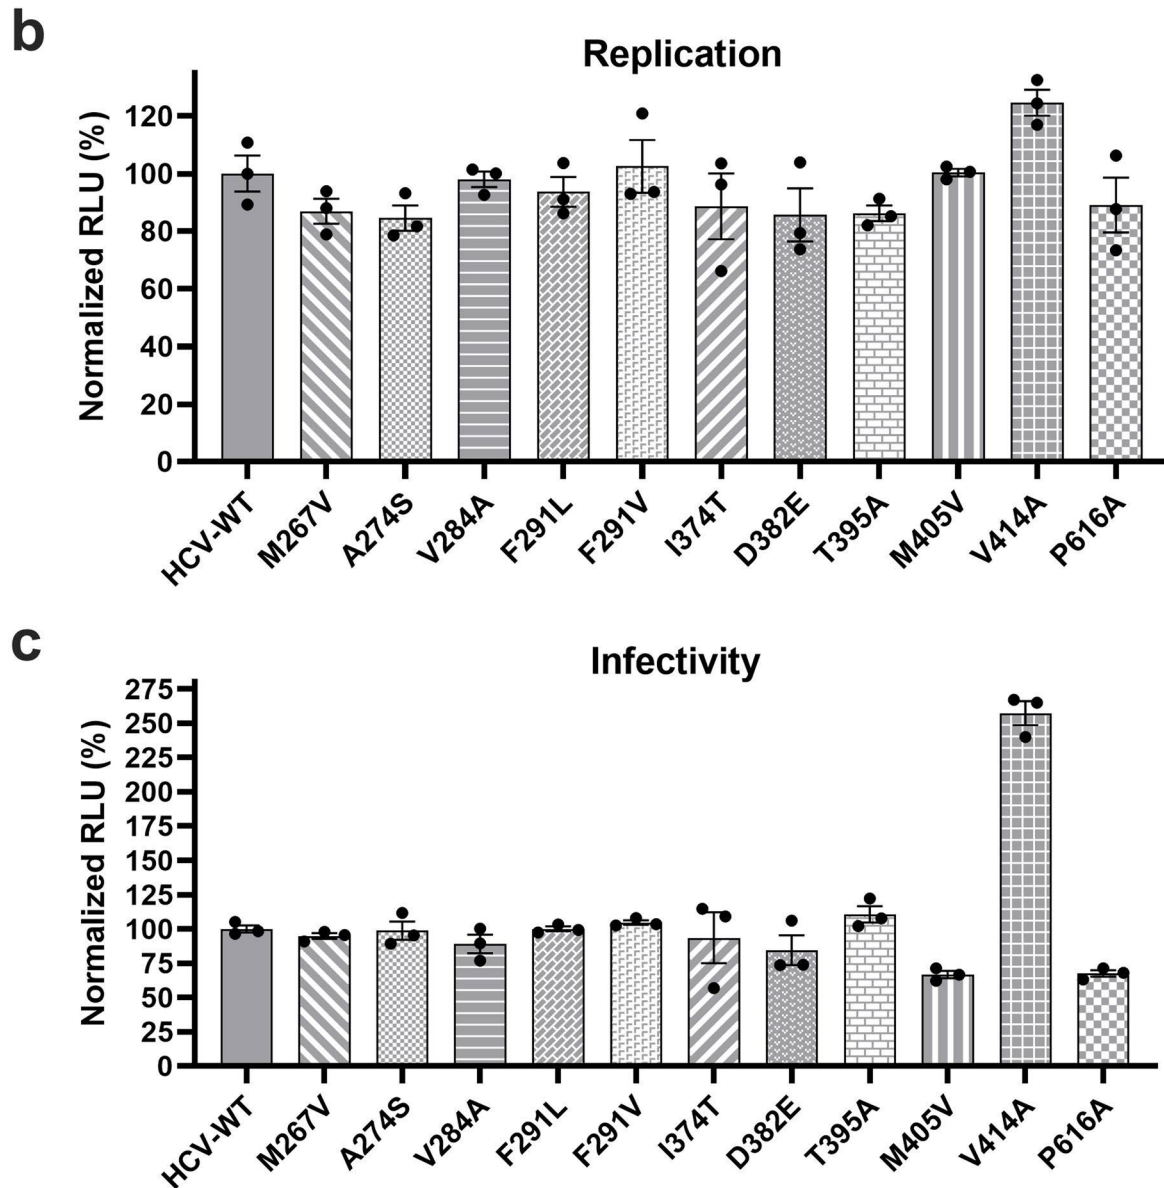 b
Replication
Normalized RLU (%)
120
100
80
60
40
20
0
HCV-WT
M267V
A274S
V284A
F291L
F291V
I374T
D382E
T395A
M405V
V414A
P616A
c
Infectivity
Normalized RLU (%)
275
250
225
200
175
150
125
100
75
50
25
0
HCV-WT
M267V
A274S
V284A
F291L
F291V
I374T
D382E
T395A
M405V
V414A
P616A